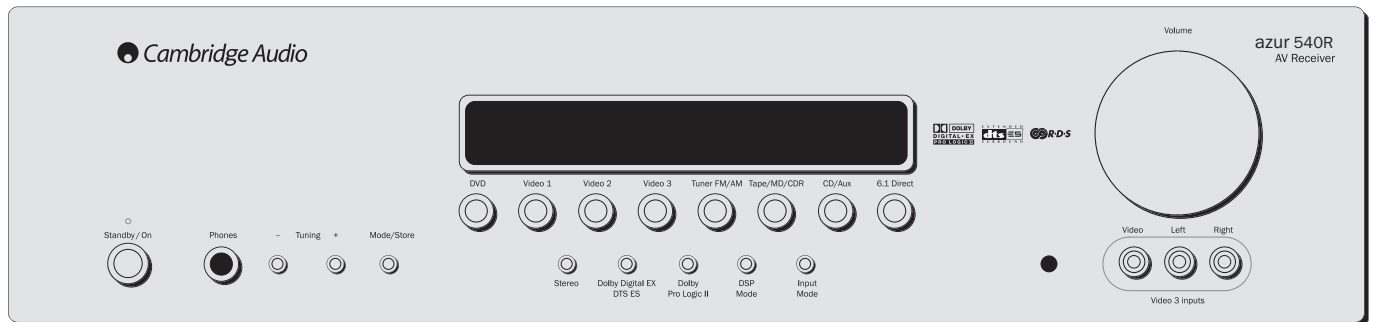 Cambridge Audio
Volume
azur 540R
AV Receiver
DOLBY
DIGITAL•EX
PRO LOGIC II
EXTENDED
dts ES
SURROUND
R•D•S
DVD
Video 1
Video 2
Video 3
Tuner FM/AM
Tape/MD/CDR
CD/Aux
6.1 Direct
Standby/On
Phones
– Tuning +
Mode/Store
Video
Left
Right
Stereo
Dolby Digital EX
DTS ES
Dolby
Pro Logic II
DSP
Mode
Input
Mode
Video 3 inputs